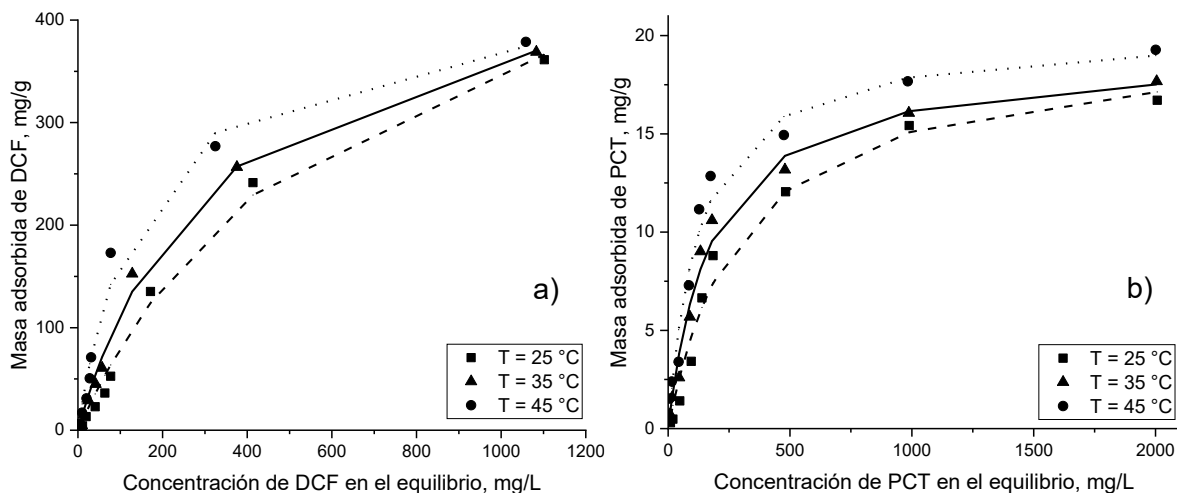 Masa adsorbida de DCF, mg/g
400
300
200
100
0
0 200 400 600 800 1000 1200
Concentración de DCF en el equilibrio, mg/L
a)
T = 25 °C
T = 35 °C
T = 45 °C
Masa adsorbida de PCT, mg/g
20
15
10
5
0
0 500 1000 1500 2000
Concentración de PCT en el equilibrio, mg/L
b)
T = 25 °C
T = 35 °C
T = 45 °C